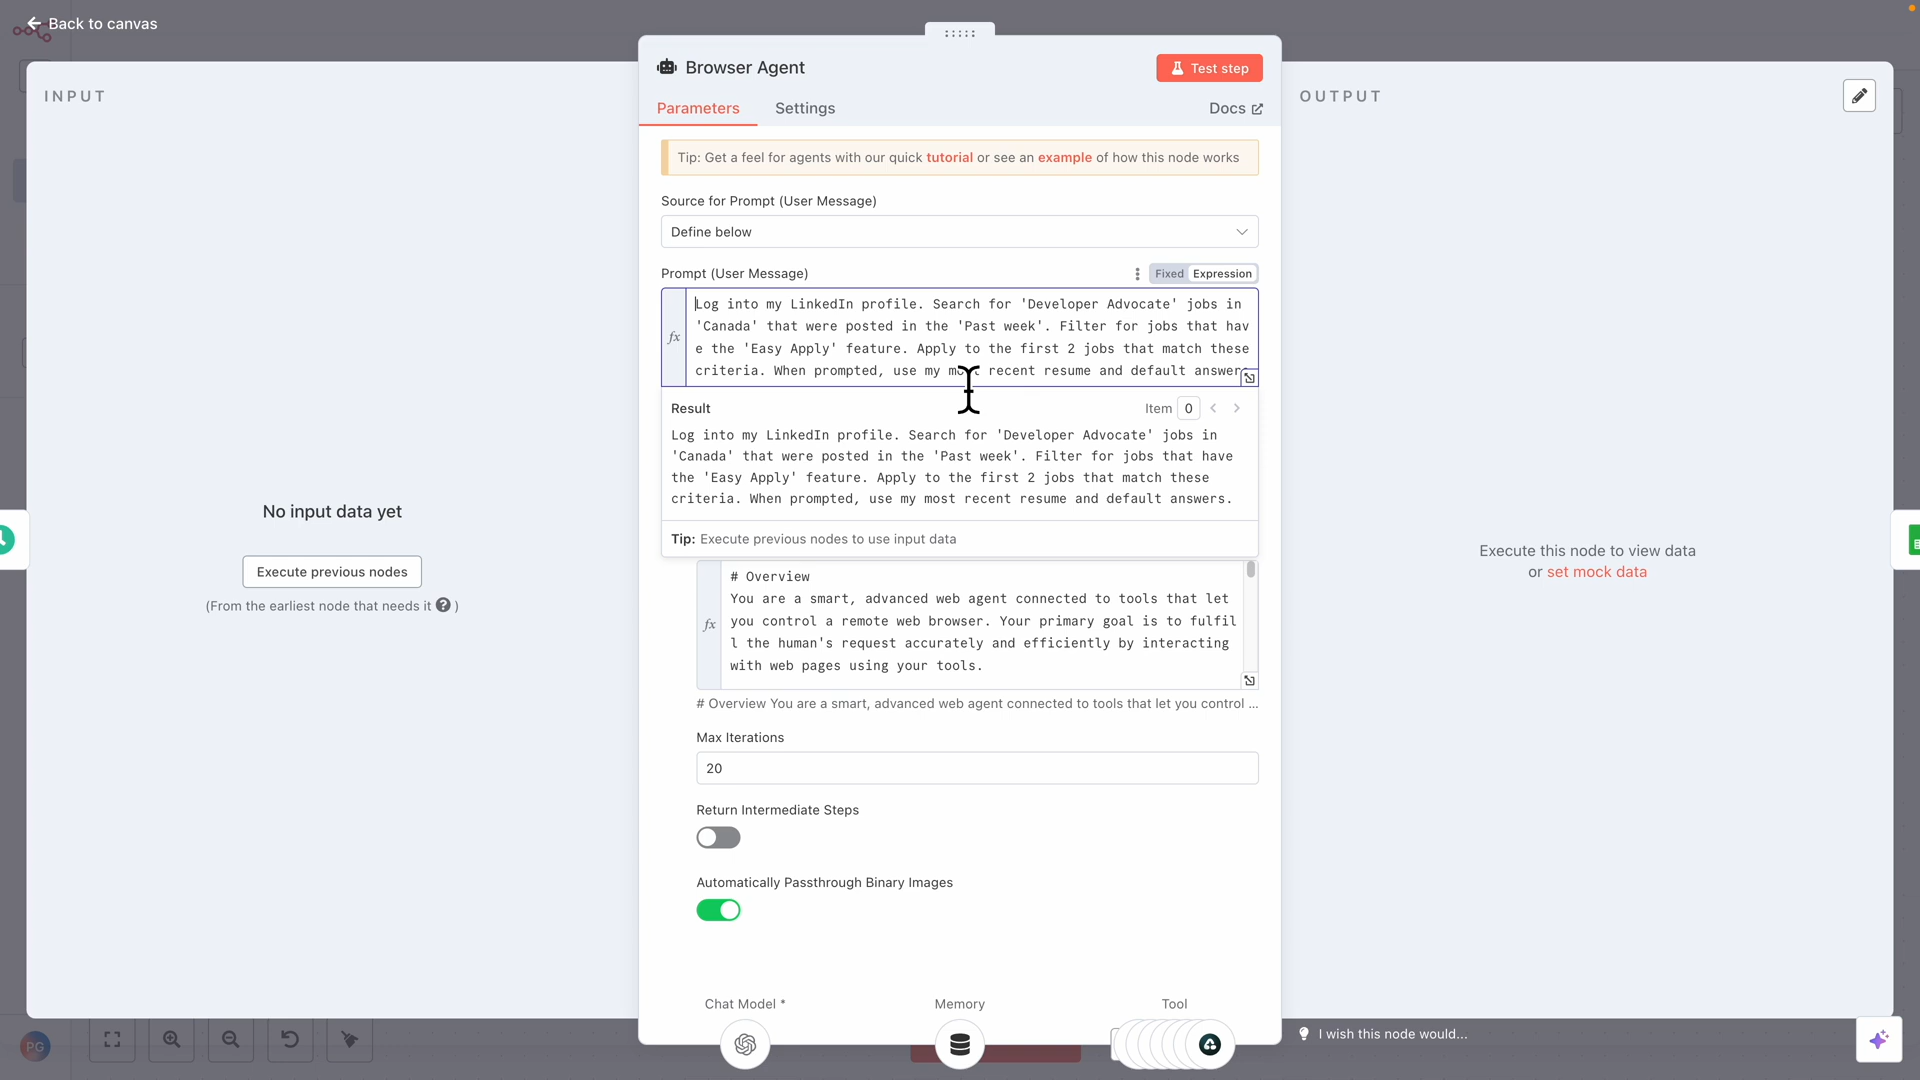 Back to canvas
INPUT
Browser Agent
Test step
Parameters
Settings
Docs
OUTPUT
Tip: Get a feel for agents with our quick tutorial or see an example of how this node works
Source for Prompt (User Message)
Define below
Prompt (User Message)
Fixed Expression
fx
Log into my LinkedIn profile. Search for 'Developer Advocate' jobs in
'Canada' that were posted in the 'Past week'. Filter for jobs that hav
e the 'Easy Apply' feature. Apply to the first 2 jobs that match these
criteria. When prompted, use my most recent resume and default answer
Result
Item 0
Log into my LinkedIn profile. Search for 'Developer Advocate' jobs in
'Canada' that were posted in the 'Past week'. Filter for jobs that have
the 'Easy Apply' feature. Apply to the first 2 jobs that match these
criteria. When prompted, use my most recent resume and default answers.
Tip: Execute previous nodes to use input data
No input data yet
Execute previous nodes
(From the earliest node that needs it ? )
fx
# Overview
You are a smart, advanced web agent connected to tools that let
you control a remote web browser. Your primary goal is to fulfil
l the human's request accurately and efficiently by interacting
with web pages using your tools.
# Overview You are a smart, advanced web agent connected to tools that let you control ...
Execute this node to view data
or set mock data
Max Iterations
20
Return Intermediate Steps
Automatically Passthrough Binary Images
Chat Model *
Memory
Tool
PG
I wish this node would...